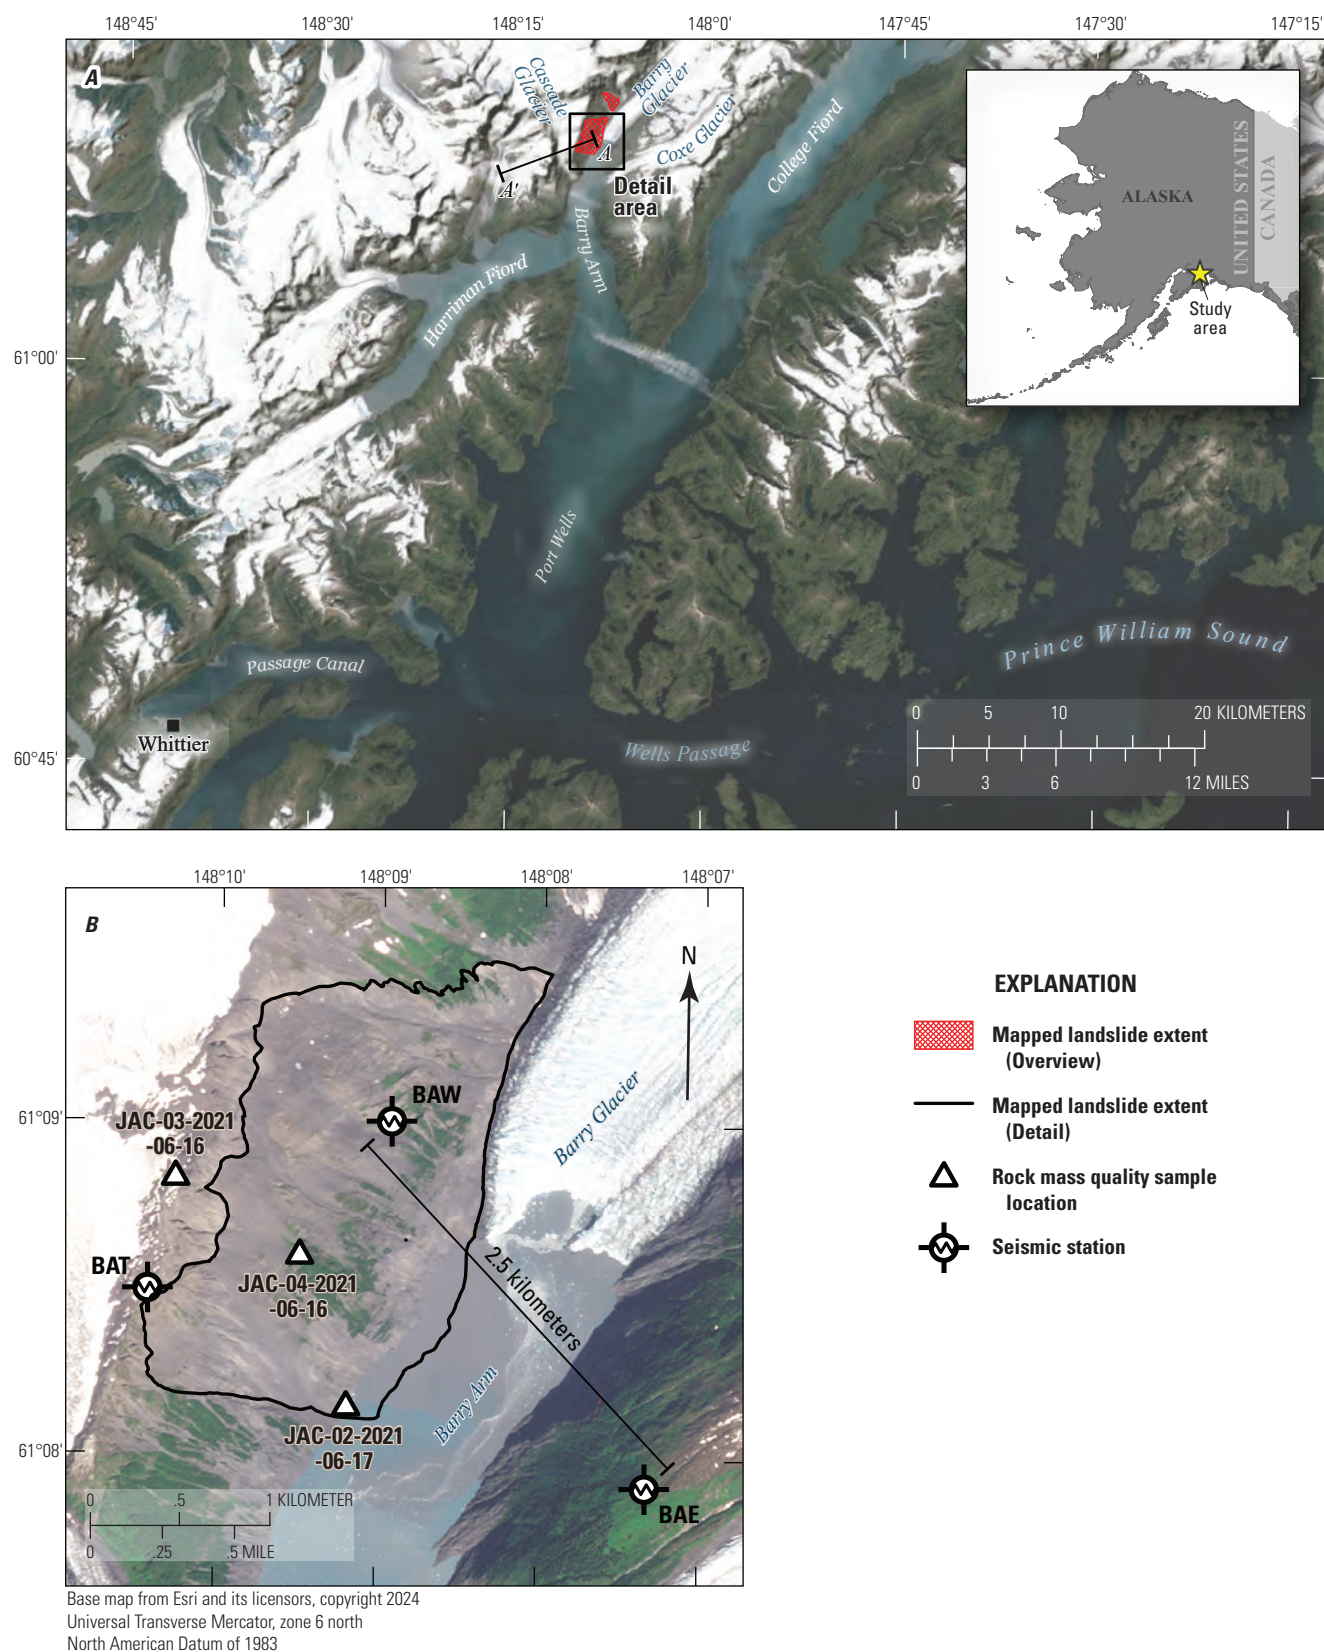 148°45' 148°30' 148°15' 148°0' 147°45' 147°30' 147°15'
A
Cascade
Glacier
Barry
Glacier
Coxe Glacier
College Fiord
A
A'
Detail
area
Barry Arm
Harriman Fiord
ALASKA
UNITED STATES
CANADA
Study
area
61°00'
Port Wells
Prince William Sound
Passage Canal
Whittier
Wells Passage
60°45'
0 5 10 20 KILOMETERS
0 3 6 12 MILES
148°10' 148°09' 148°08' 148°07'
B
N
BAW
61°09'
JAC-03-2021
-06-16
Barry Glacier
BAT
JAC-04-2021
-06-16
2.5 kilometers
Barry Arm
JAC-02-2021
-06-17
61°08'
BAE
0 .5 1 KILOMETER
0 .25 .5 MILE
EXPLANATION
Mapped landslide extent
(Overview)
Mapped landslide extent
(Detail)
Rock mass quality sample
location
Seismic station
Base map from Esri and its licensors, copyright 2024
Universal Transverse Mercator, zone 6 north
North American Datum of 1983